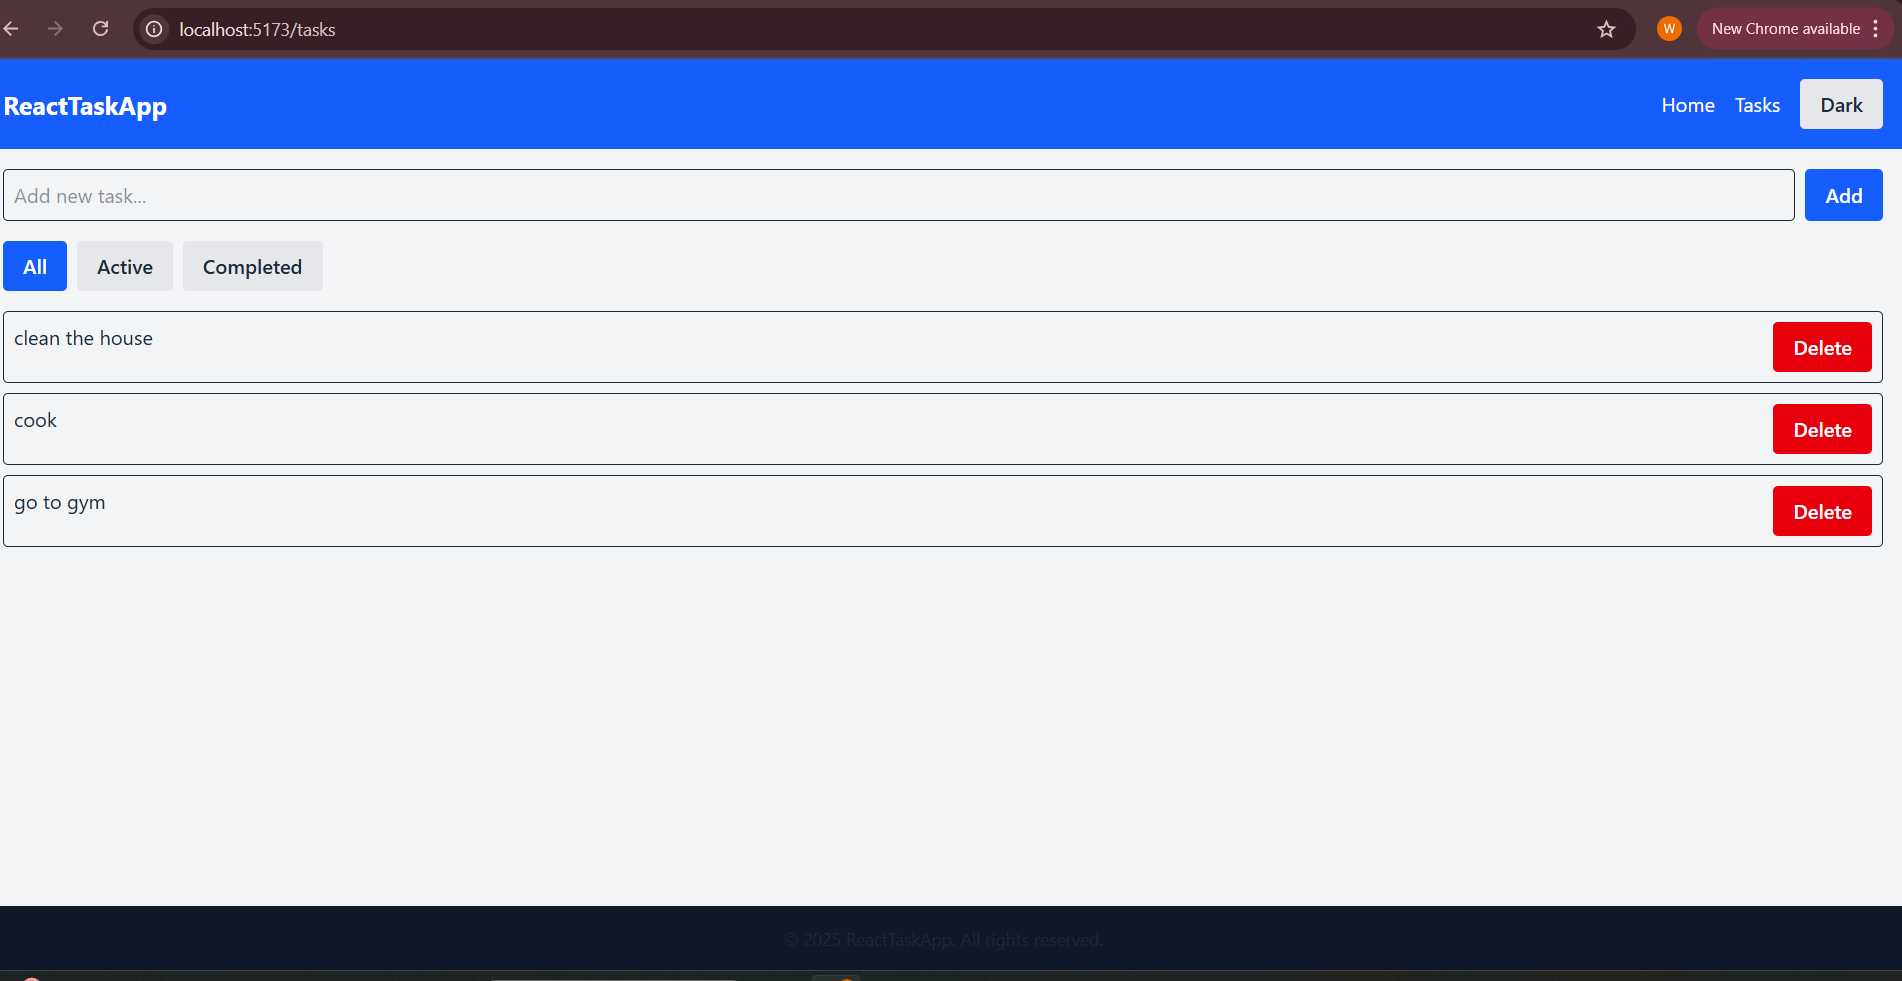 localhost:5173/tasks
W
New Chrome available
ReactTaskApp
Home Tasks Dark
Add new task...
Add
All Active Completed
clean the house
Delete
cook
Delete
go to gym
Delete
© 2025 ReactTaskApp. All rights reserved.